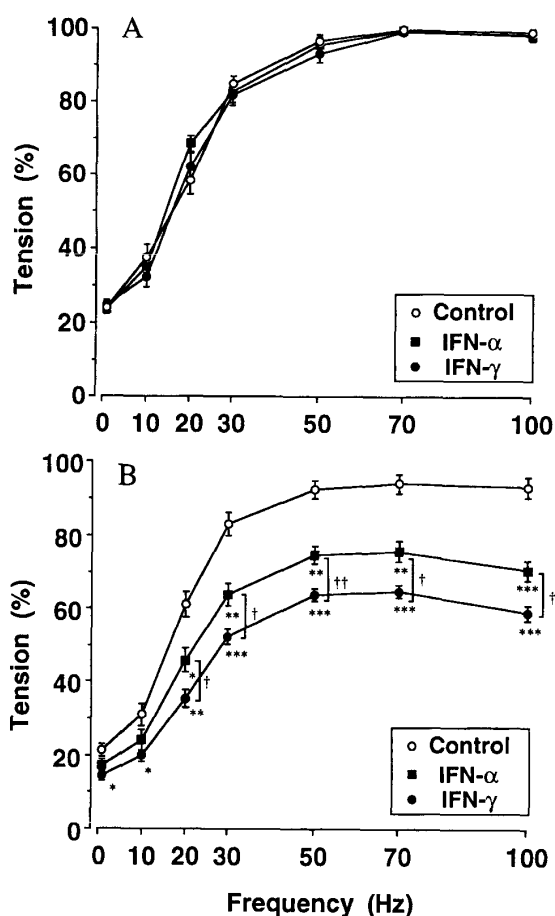 A
100
80
60
40
20
0
Tension (%)
Control
IFN-α
IFN-γ
0 10 20 30 50 70 100
B
100
80
60
40
20
0
Tension (%)
* * * ** † ** *** † ** *** †† ** *** † *** *** †
Control
IFN-α
IFN-γ
0 10 20 30 50 70 100
Frequency (Hz)